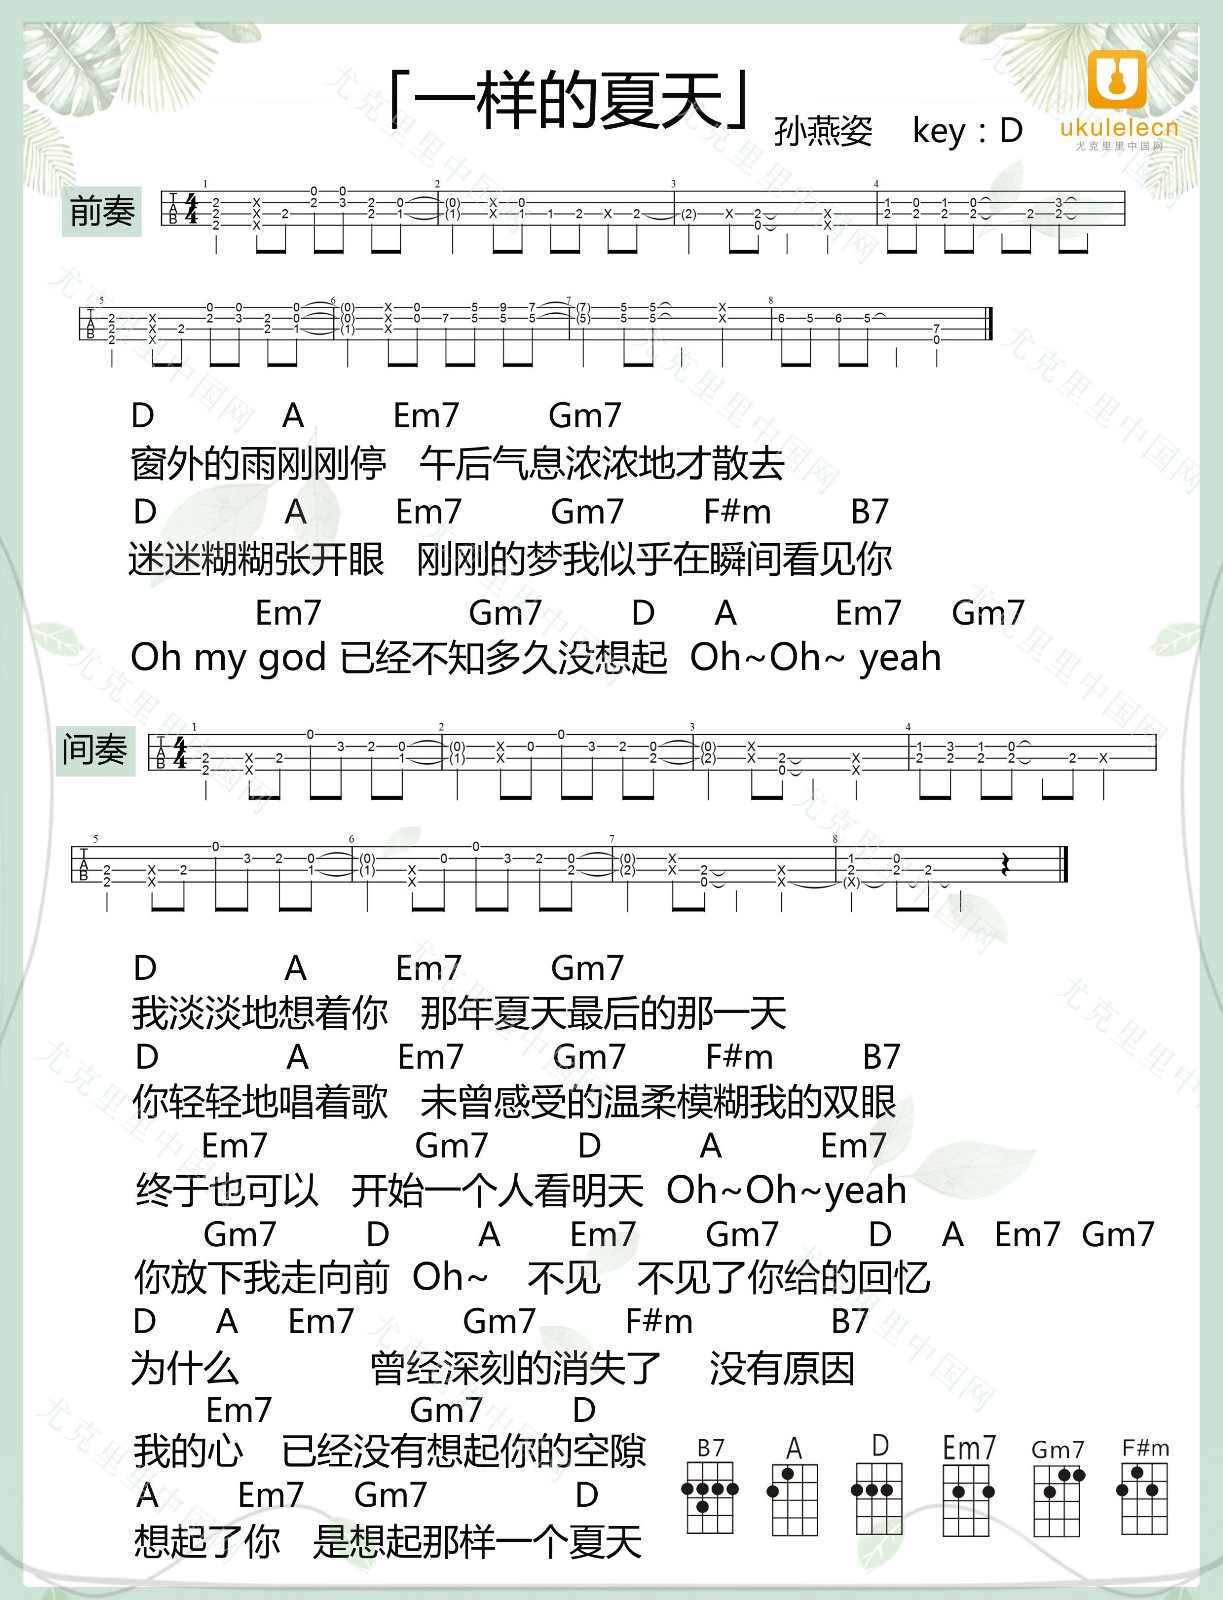 「一样的夏天」
孙燕姿 key：D
ukulelecn
尤克里里中国网
前奏
D A Em7 Gm7
窗外的雨刚刚停 午后气息浓浓地才散去
D A Em7 Gm7 F#m B7
迷迷糊糊张开眼 刚刚的梦我似乎在瞬间看见你
Em7 Gm7 D A Em7 Gm7
Oh my god 已经不知多久没想起 Oh~Oh~ yeah
间奏
D A Em7 Gm7
我淡淡地想着你 那年夏天最后的那一天
D A Em7 Gm7 F#m B7
你轻轻地唱着歌 未曾感受的温柔模糊我的双眼
Em7 Gm7 D A Em7
终于也可以 开始一个人看明天 Oh~Oh~yeah
Gm7 D A Em7 Gm7 D A Em7 Gm7
你放下我走向前 Oh~ 不见 不见了你给的回忆
D A Em7 Gm7 F#m B7
为什么 曾经深刻的消失了 没有原因
Em7 Gm7 D
我的心 已经没有想起你的空隙
A Em7 Gm7 D
想起了你 是想起那样一个夏天
B7 A D Em7 Gm7 F#m